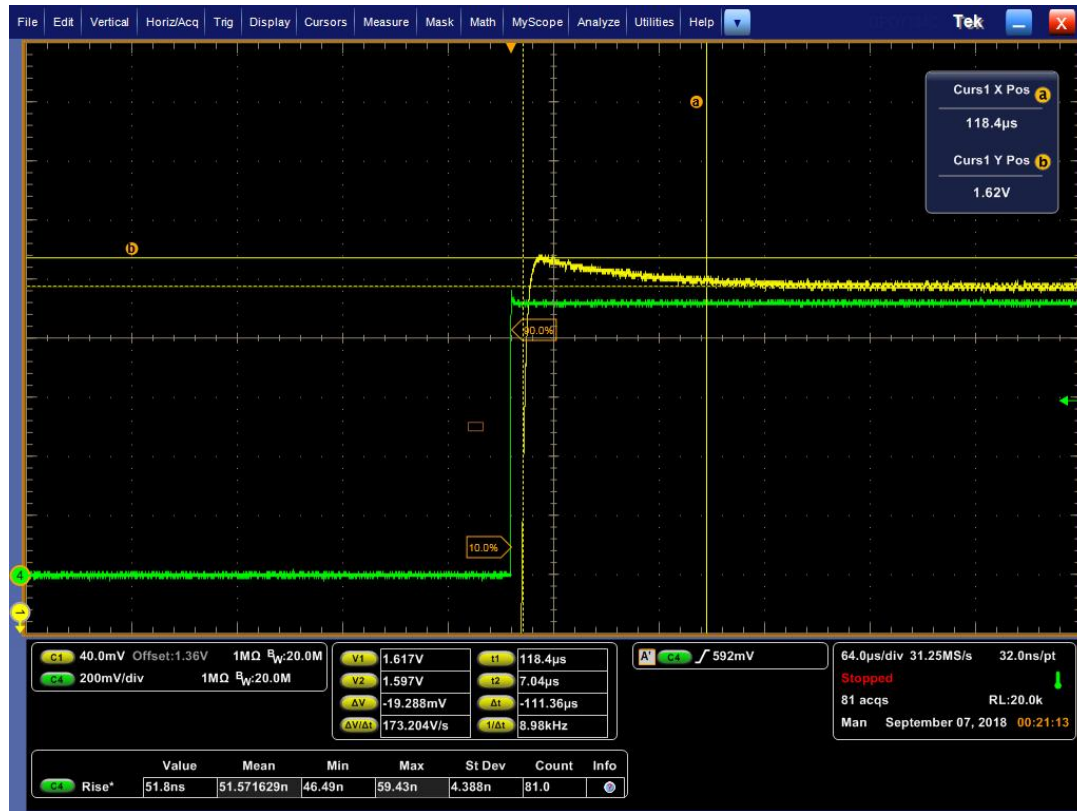 File Edit Vertical Horiz/Acq Trig Display Cursors Measure Mask Math MyScope Analyze Utilities Help Tek X
a
Curs1 X Pos a
118.4µs
Curs1 Y Pos b
1.62V
b
90.0%
10.0%
4
1
C1 40.0mV Offset:1.36V 1MΩ BW:20.0M
C4 200mV/div 1MΩ BW:20.0M
V1 1.617V t1 118.4µs
V2 1.597V t2 7.04µs
ΔV -19.288mV Δt -111.36µs
ΔV/Δt 173.204V/s 1/Δt 8.98kHz
A' C4 592mV
64.0µs/div 31.25MS/s 32.0ns/pt
Stopped
81 acqs RL:20.0k
Man September 07, 2018 00:21:13
Value Mean Min Max St Dev Count Info
C4 Rise* 51.8ns 51.571629n 46.49n 59.43n 4.388n 81.0